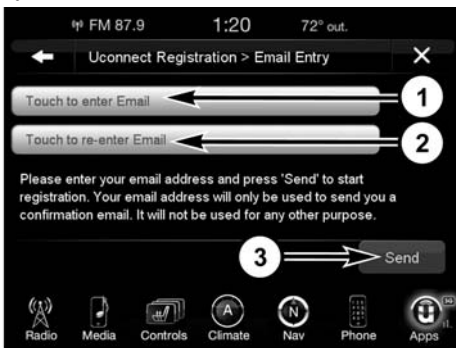 FM 87.9 1:20 72° out.
Uconnect Registration > Email Entry
Touch to enter Email
1
Touch to re-enter Email
2
Please enter your email address and press 'Send' to start
registration. Your email address will only be used to send you a
confirmation email. It will not be used for any other purpose.
3
Send
A N U 3G
Radio Media Controls Climate Nav Phone Apps